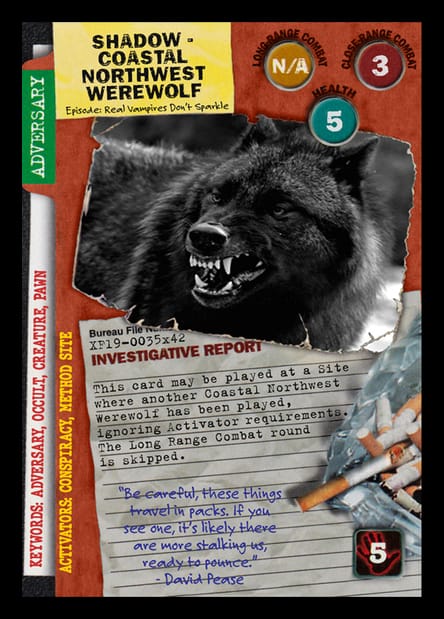 SHADOW -
COASTAL
NORTHWEST
WEREWOLF
Episode: Real Vampires Don't Sparkle
LONG-RANGE COMBAT
N/A
CLOSE-RANGE COMBAT
3
HEALTH
5
ADVERSARY
KEYWORDS: ADVERSARY, OCCULT, CREATURE, PAWN
ACTIVATORS: CONSPIRACY, METHOD SITE
Bureau File
XF19-0035x42
INVESTIGATIVE REPORT
This card may be played at a Site
where another Coastal Northwest
Werewolf has been played,
ignoring Activator requirements.
The Long Range Combat round
is skipped.
"Be careful, these things
travel in packs. If you
see one, it's likely there
are more stalking us,
ready to pounce."
- David Pease
5